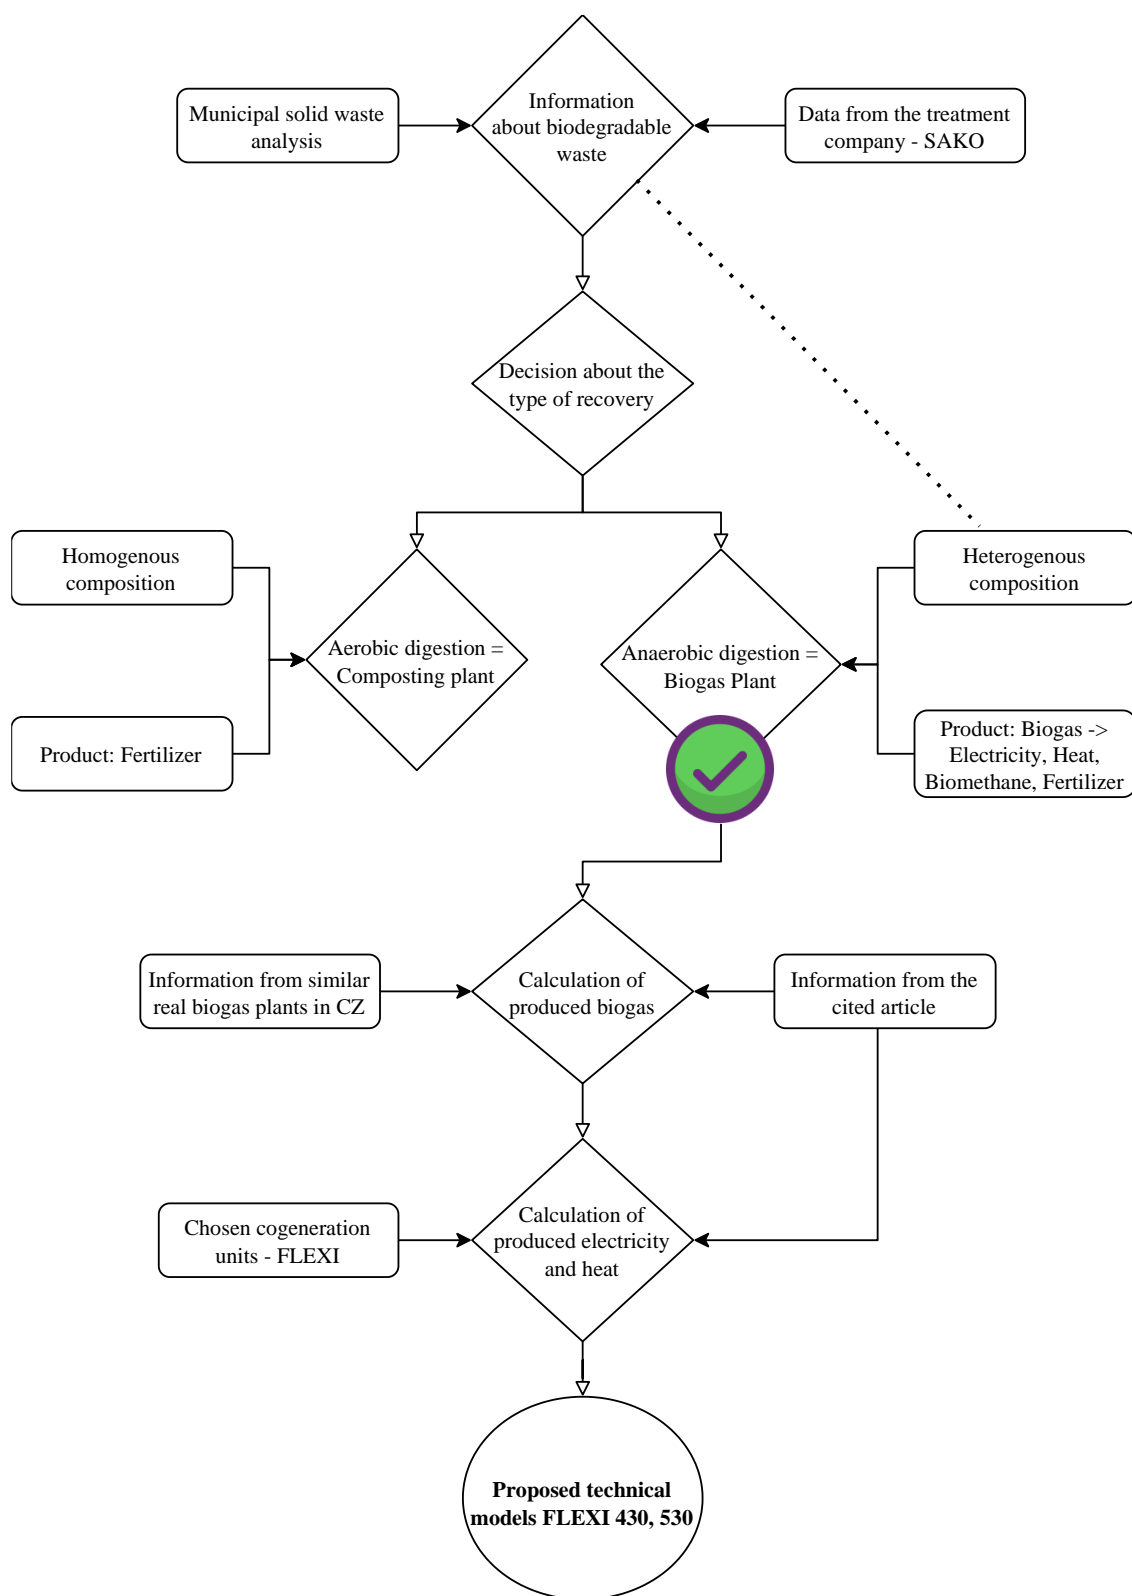 Municipal solid waste
analysis
Information
about biodegradable
waste
Data from the treatment
company - SAKO
Decision about the
type of recovery
Homogenous
composition
Heterogenous
composition
Aerobic digestion =
Composting plant
Anaerobic digestion =
Biogas Plant
Product: Fertilizer
Product: Biogas ->
Electricity, Heat,
Biomethane, Fertilizer
Information from similar
real biogas plants in CZ
Calculation of
produced biogas
Information from the
cited article
Chosen cogeneration
units - FLEXI
Calculation of
produced electricity
and heat
Proposed technical
models FLEXI 430, 530